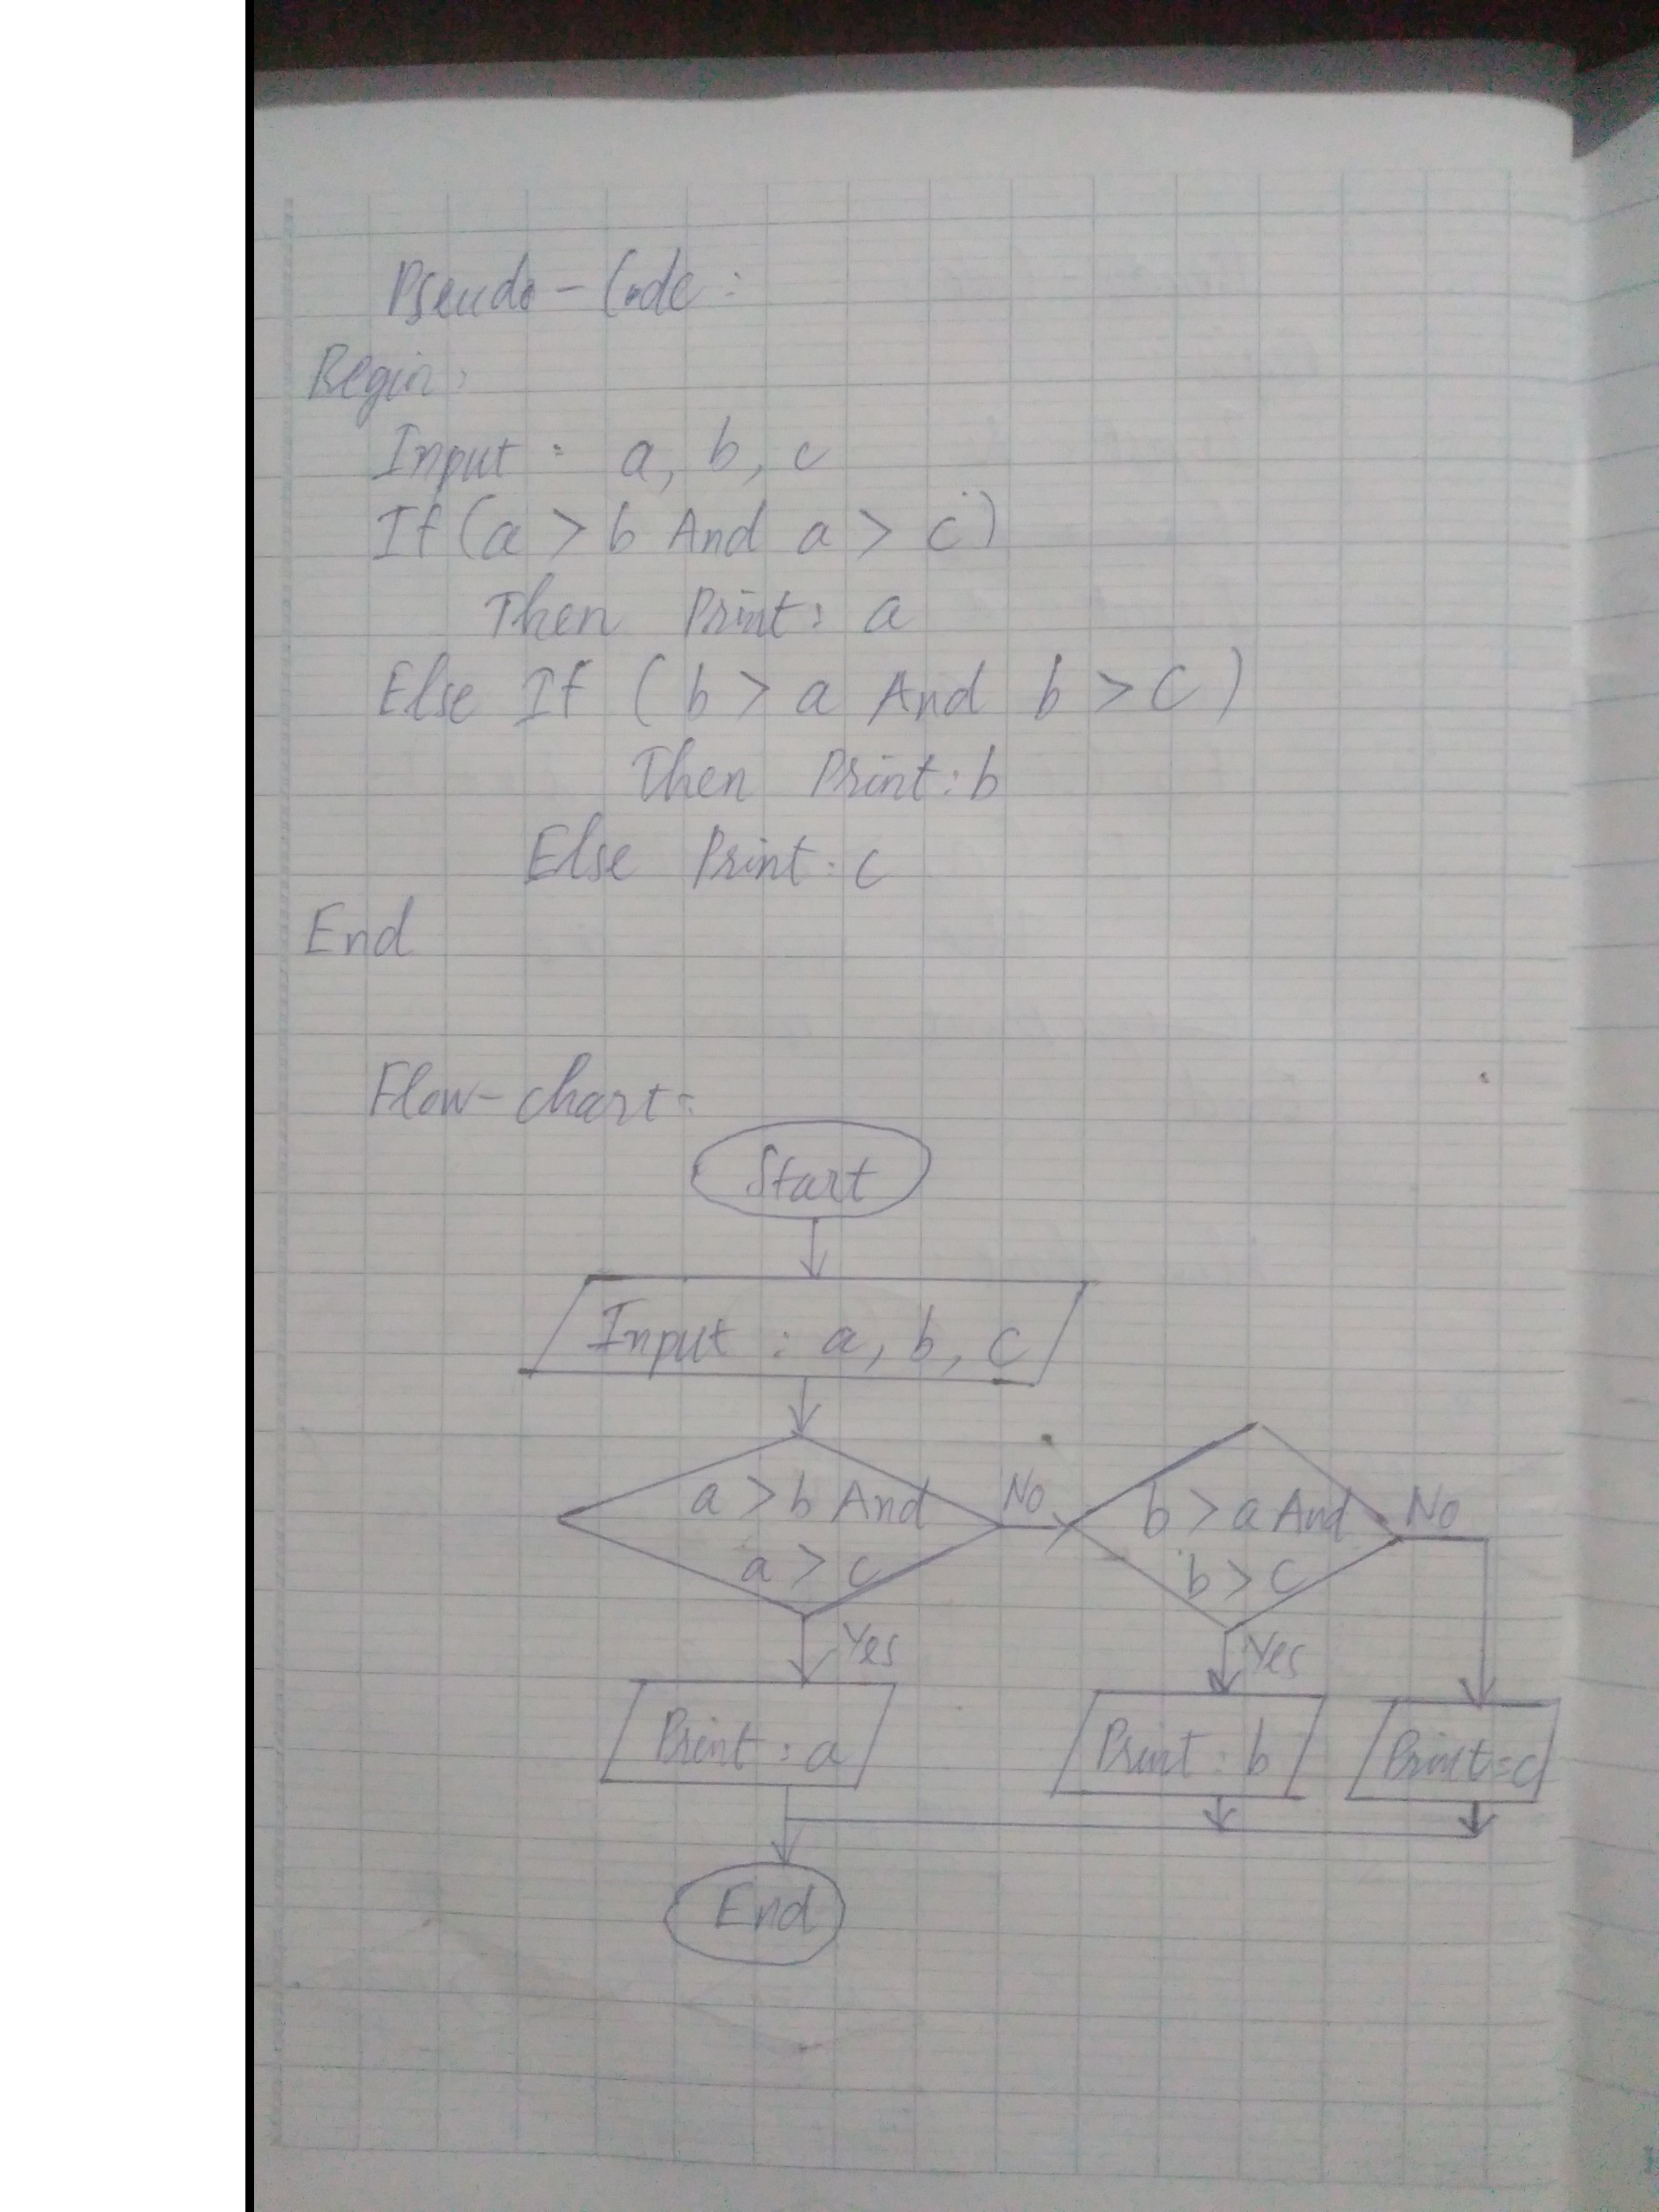 Pseudo-Code:
Begin:
Input: a, b, c
If (a > b And a > c)
Then Print: a
Else If (b > a And b > c)
Then Print: b
Else Print: c
End
Flow-chart:
Start
Input : a, b, c
a > b And
a > c
No
b > a And
b > c
No
Yes
Yes
Print : a
Print : b
Print = c
End